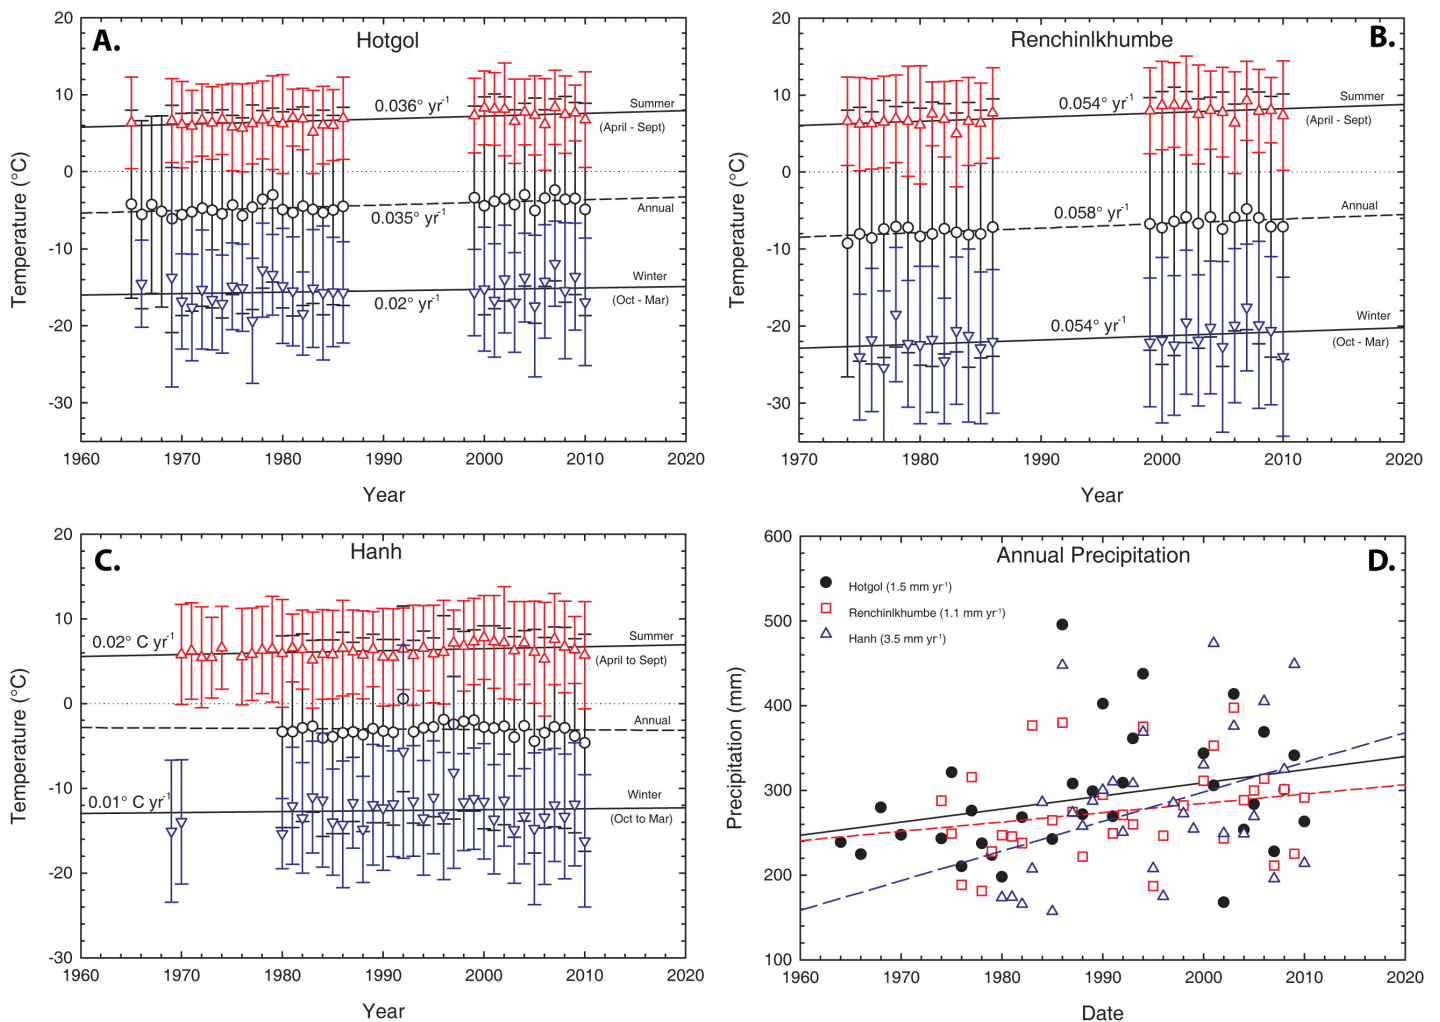 A.
Hotgol
20
10
0
-10
-20
-30
Temperature (°C)
0.036° yr-1
Summer
(April - Sept)
0.035° yr-1
Annual
Winter
0.02° yr-1
(Oct - Mar)
1960 1970 1980 1990 2000 2010 2020
Year
B.
Renchinlkhumbe
20
10
0
-10
-20
-30
Temperature (°C)
0.054° yr-1
Summer
(April - Sept)
0.058° yr-1
Annual
0.054° yr-1
Winter
(Oct - Mar)
1970 1980 1990 2000 2010 2020
Year
C.
Hanh
20
10
0
-10
-20
-30
Temperature (°C)
0.02° C yr-1
Summer
(April to Sept)
Annual
0.01° C yr-1
Winter
(Oct to Mar)
1960 1970 1980 1990 2000 2010 2020
Year
D.
Annual Precipitation
600
500
400
300
200
100
Precipitation (mm)
Hotgol (1.5 mm yr-1)
Renchinlkhumbe (1.1 mm yr-1)
Hanh (3.5 mm yr-1)
1960 1970 1980 1990 2000 2010 2020
Date